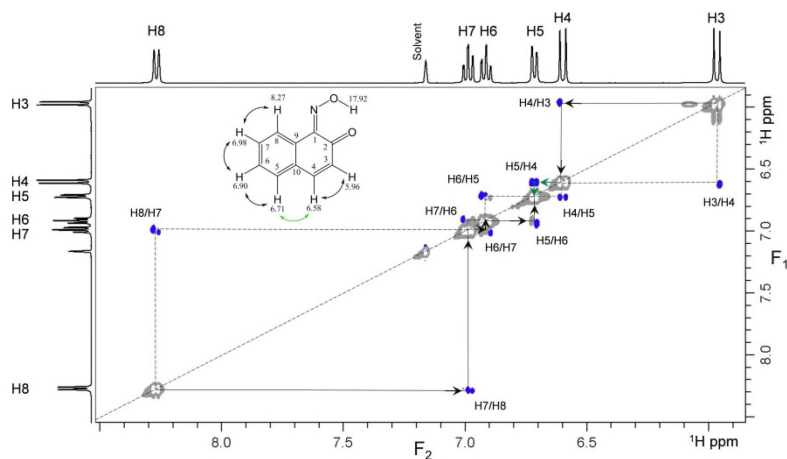 H8
Solvent
H7 H6
H5
H4
H3
H3
H4
H5
H6
H7
H8
8.27
17.92
H
N
O
H
6.98
H
8
9
1
O
7
2
6
10
3
5
4
H
H
H
H
6.90
6.71
6.58
5.96
H4/H3
H6/H5
H5/H4
H7/H6
H8/H7
H6/H7
H4/H5
H5/H6
H3/H4
H7/H8
¹H ppm
6.0
6.5
7.0
F₁
7.5
8.0
8.0
7.5
7.0
6.5
¹H ppm
F₂